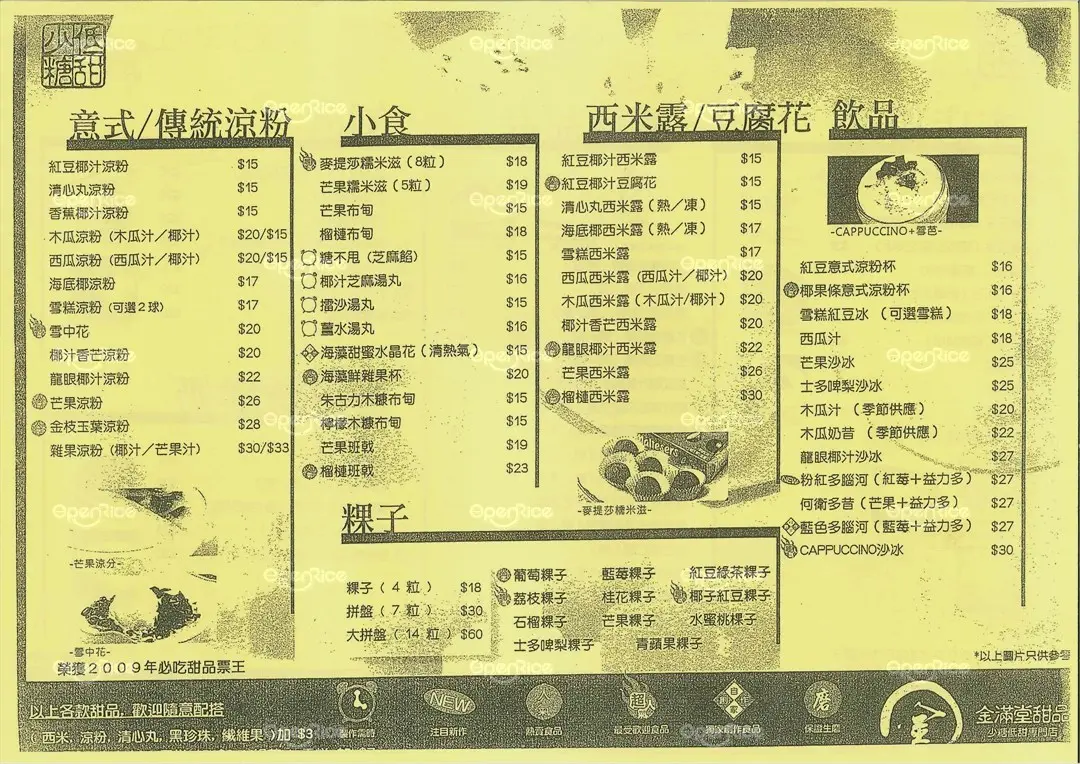 少低
糖甜
意式/傳統涼粉
紅豆椰汁涼粉 $15
清心丸涼粉 $15
香蕉椰汁涼粉 $15
木瓜涼粉 (木瓜汁／椰汁) $20/$15
西瓜涼粉 (西瓜汁／椰汁) $20/$15
海底椰涼粉 $17
雪糕涼粉 (可選2球) $17
雪中花 $20
椰汁香芒涼粉 $20
龍眼椰汁涼粉 $22
芒果涼粉 $26
金枝玉葉涼粉 $28
雜果涼粉 (椰汁／芒果汁) $30/$33
-芒果涼分-
-雪中花-
榮獲2009年必吃甜品票王
小食
麥提莎糯米滋 (8粒) $18
芒果糯米滋 (5粒) $19
芒果布甸 $15
榴槤布甸 $18
糖不甩 (芝麻餡) $15
椰汁芝麻湯丸 $16
擂沙湯丸 $15
薑水湯丸 $16
海藻甜蜜水晶花 (清熱氣) $15
海藻鮮雜果杯 $20
朱古力木糠布甸 $15
檸檬木糠布甸 $15
芒果班戟 $19
榴槤班戟 $23
西米露/豆腐花
紅豆椰汁西米露 $15
紅豆椰汁豆腐花 $15
清心丸西米露 (熱／凍) $15
海底椰西米露 (熱／凍) $17
雪糕西米露 $17
西瓜西米露 (西瓜汁／椰汁) $20
木瓜西米露 (木瓜汁／椰汁) $20
椰汁香芒西米露 $20
龍眼椰汁西米露 $22
芒果西米露 $26
榴槤西米露 $30
-麥提莎糯米滋-
飲品
-CAPPUCCINO+雪芭-
紅豆意式涼粉杯 $16
椰果條意式涼粉杯 $16
雪糕紅豆冰 (可選雪糕) $18
西瓜汁 $18
芒果沙冰 $25
士多啤梨沙冰 $25
木瓜汁 (季節供應) $20
木瓜奶昔 (季節供應) $22
龍眼椰汁沙冰 $27
粉紅多腦河 (紅莓＋益力多) $27
何衛多昔 (芒果＋益力多) $27
藍色多腦河 (藍莓＋益力多) $27
CAPPUCCINO沙冰 $30
粿子
粿子 (4粒) $18
拼盤 (7粒) $30
大拼盤 (14粒) $60
葡萄粿子 藍莓粿子 紅豆綠茶粿子
荔枝粿子 桂花粿子 椰子紅豆粿子
石榴粿子 芒果粿子 水蜜桃粿子
士多啤梨粿子 青蘋果粿子
*以上圖片只供參
以上各款甜品, 歡迎隨意配搭
(西米, 涼粉, 清心丸, 黑珍珠, 纖維果) 加 $3
製作需時
NEW
注目新作
人氣
熱賣食品
超人氣
最受歡迎食品
自家
獨家創作食品
磨
保證生磨
金
金滿堂甜品
少糖低甜專門店